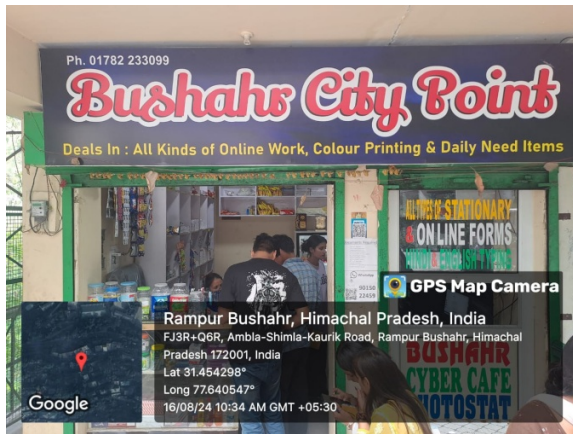 Ph. 01782 233099
Bushahr City Point
Deals In : All Kinds of Online Work, Colour Printing & Daily Need Items
ALL TYPES OF STATIONARY
& ONLINE FORMS
HINDI & ENGLISH TYPING
90158
22459
GPS Map Camera
Rampur Bushahr, Himachal Pradesh, India
FJ3R+Q6R, Ambla-Shimla-Kaurik Road, Rampur Bushahr, Himachal
Pradesh 172001, India
Lat 31.454298°
Long 77.640547°
16/08/24 10:34 AM GMT +05:30
Google
BUSHAHR
CYBER CAFE
PHOTOSTAT